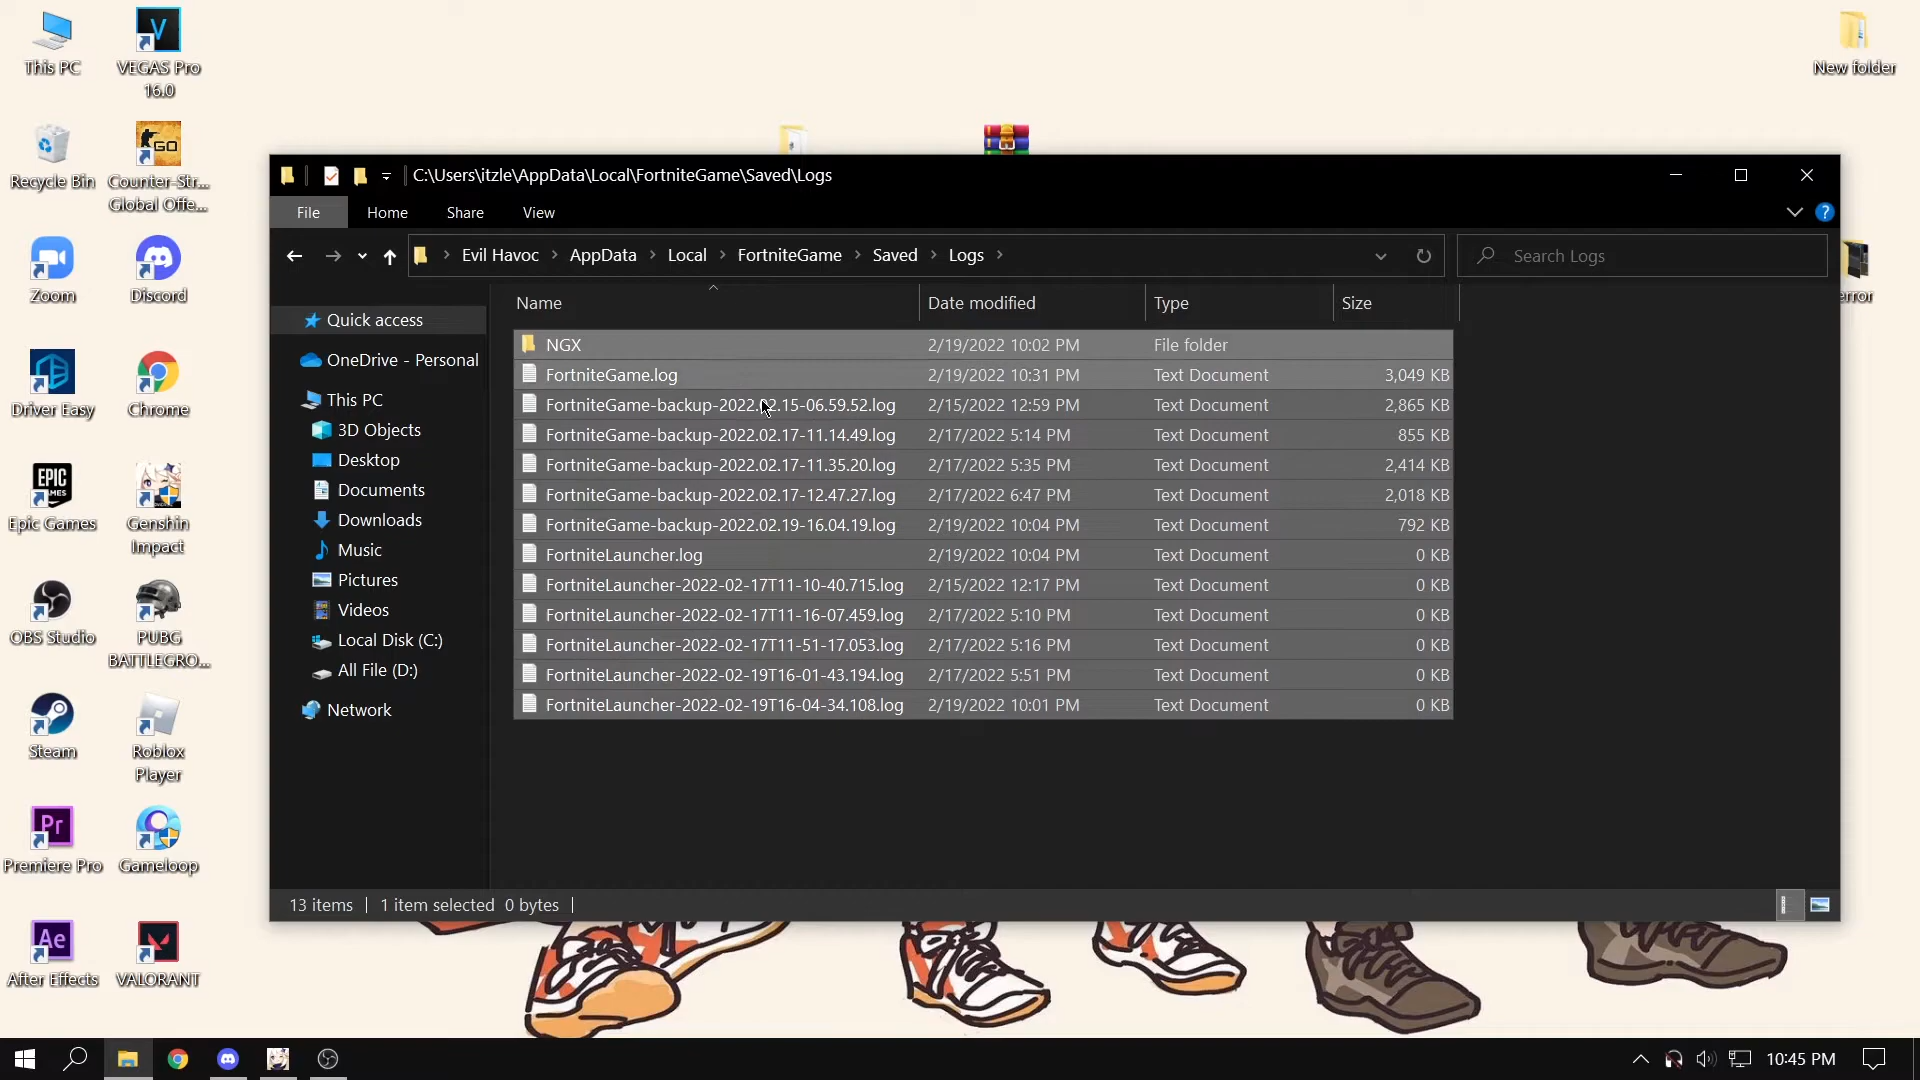 This PC
VEGAS Pro
16.0
New folder
Recycle Bin
GO
Counter-Str...
Global Offe...
Zoom
Discord
error
Driver Easy
Chrome
EPIC
GAMES
Epic Games
Genshin
Impact
OBS Studio
PUBG
BATTLEGRO...
Steam
Roblox
Player
Pr
Premiere Pro
Gameloop
Ae
After Effects
VALORANT
C:\Users\itzle\AppData\Local\FortniteGame\Saved\Logs
File Home Share View
Evil Havoc AppData Local FortniteGame Saved Logs
Search Logs
Quick access
OneDrive - Personal
This PC
3D Objects
Desktop
Documents
Downloads
Music
Pictures
Videos
Local Disk (C:)
All File (D:)
Network
Name Date modified Type Size
NGX 2/19/2022 10:02 PM File folder
FortniteGame.log 2/19/2022 10:31 PM Text Document 3,049 KB
FortniteGame-backup-2022.02.15-06.59.52.log 2/15/2022 12:59 PM Text Document 2,865 KB
FortniteGame-backup-2022.02.17-11.14.49.log 2/17/2022 5:14 PM Text Document 855 KB
FortniteGame-backup-2022.02.17-11.35.20.log 2/17/2022 5:35 PM Text Document 2,414 KB
FortniteGame-backup-2022.02.17-12.47.27.log 2/17/2022 6:47 PM Text Document 2,018 KB
FortniteGame-backup-2022.02.19-16.04.19.log 2/19/2022 10:04 PM Text Document 792 KB
FortniteLauncher.log 2/19/2022 10:04 PM Text Document 0 KB
FortniteLauncher-2022-02-17T11-10-40.715.log 2/15/2022 12:17 PM Text Document 0 KB
FortniteLauncher-2022-02-17T11-16-07.459.log 2/17/2022 5:10 PM Text Document 0 KB
FortniteLauncher-2022-02-17T11-51-17.053.log 2/17/2022 5:16 PM Text Document 0 KB
FortniteLauncher-2022-02-19T16-01-43.194.log 2/17/2022 5:51 PM Text Document 0 KB
FortniteLauncher-2022-02-19T16-04-34.108.log 2/19/2022 10:01 PM Text Document 0 KB
13 items 1 item selected 0 bytes
10:45 PM